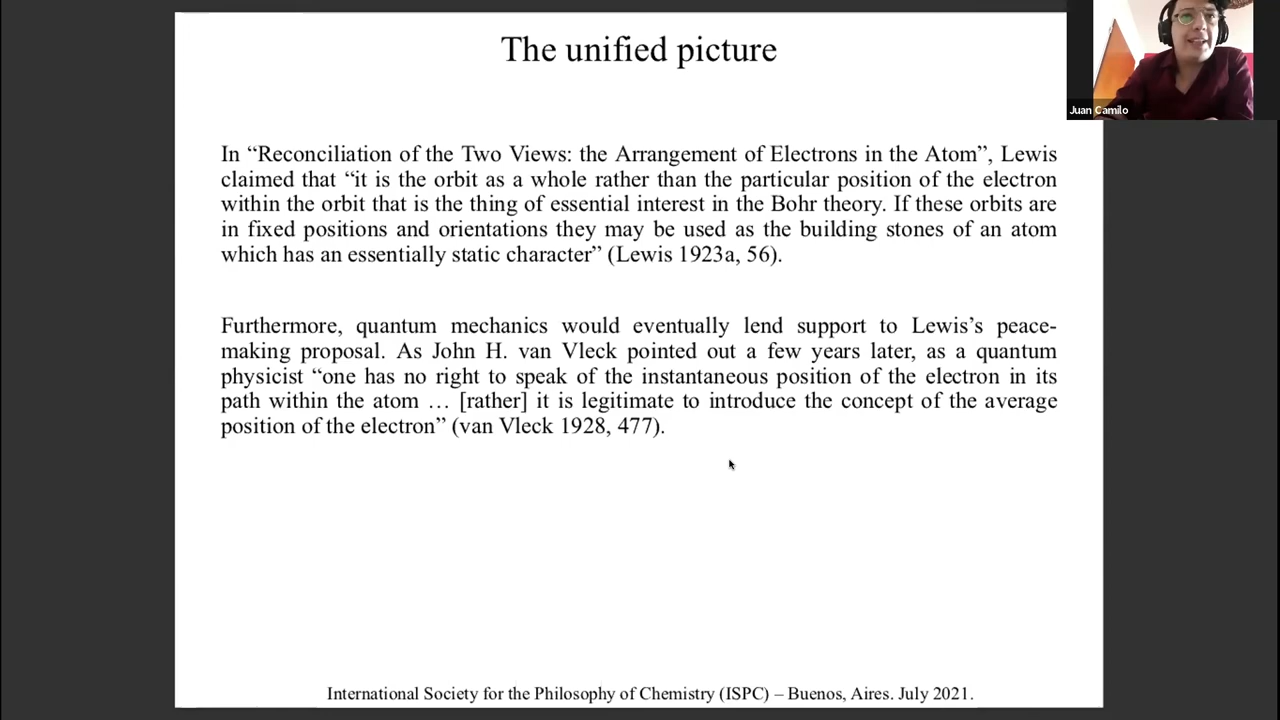 The unified picture
Juan Camilo
In “Reconciliation of the Two Views: the Arrangement of Electrons in the Atom”, Lewis
claimed that “it is the orbit as a whole rather than the particular position of the electron
within the orbit that is the thing of essential interest in the Bohr theory. If these orbits are
in fixed positions and orientations they may be used as the building stones of an atom
which has an essentially static character” (Lewis 1923a, 56).
Furthermore, quantum mechanics would eventually lend support to Lewis’s peace-
making proposal. As John H. van Vleck pointed out a few years later, as a quantum
physicist “one has no right to speak of the instantaneous position of the electron in its
path within the atom … [rather] it is legitimate to introduce the concept of the average
position of the electron” (van Vleck 1928, 477).
International Society for the Philosophy of Chemistry (ISPC) – Buenos, Aires. July 2021.